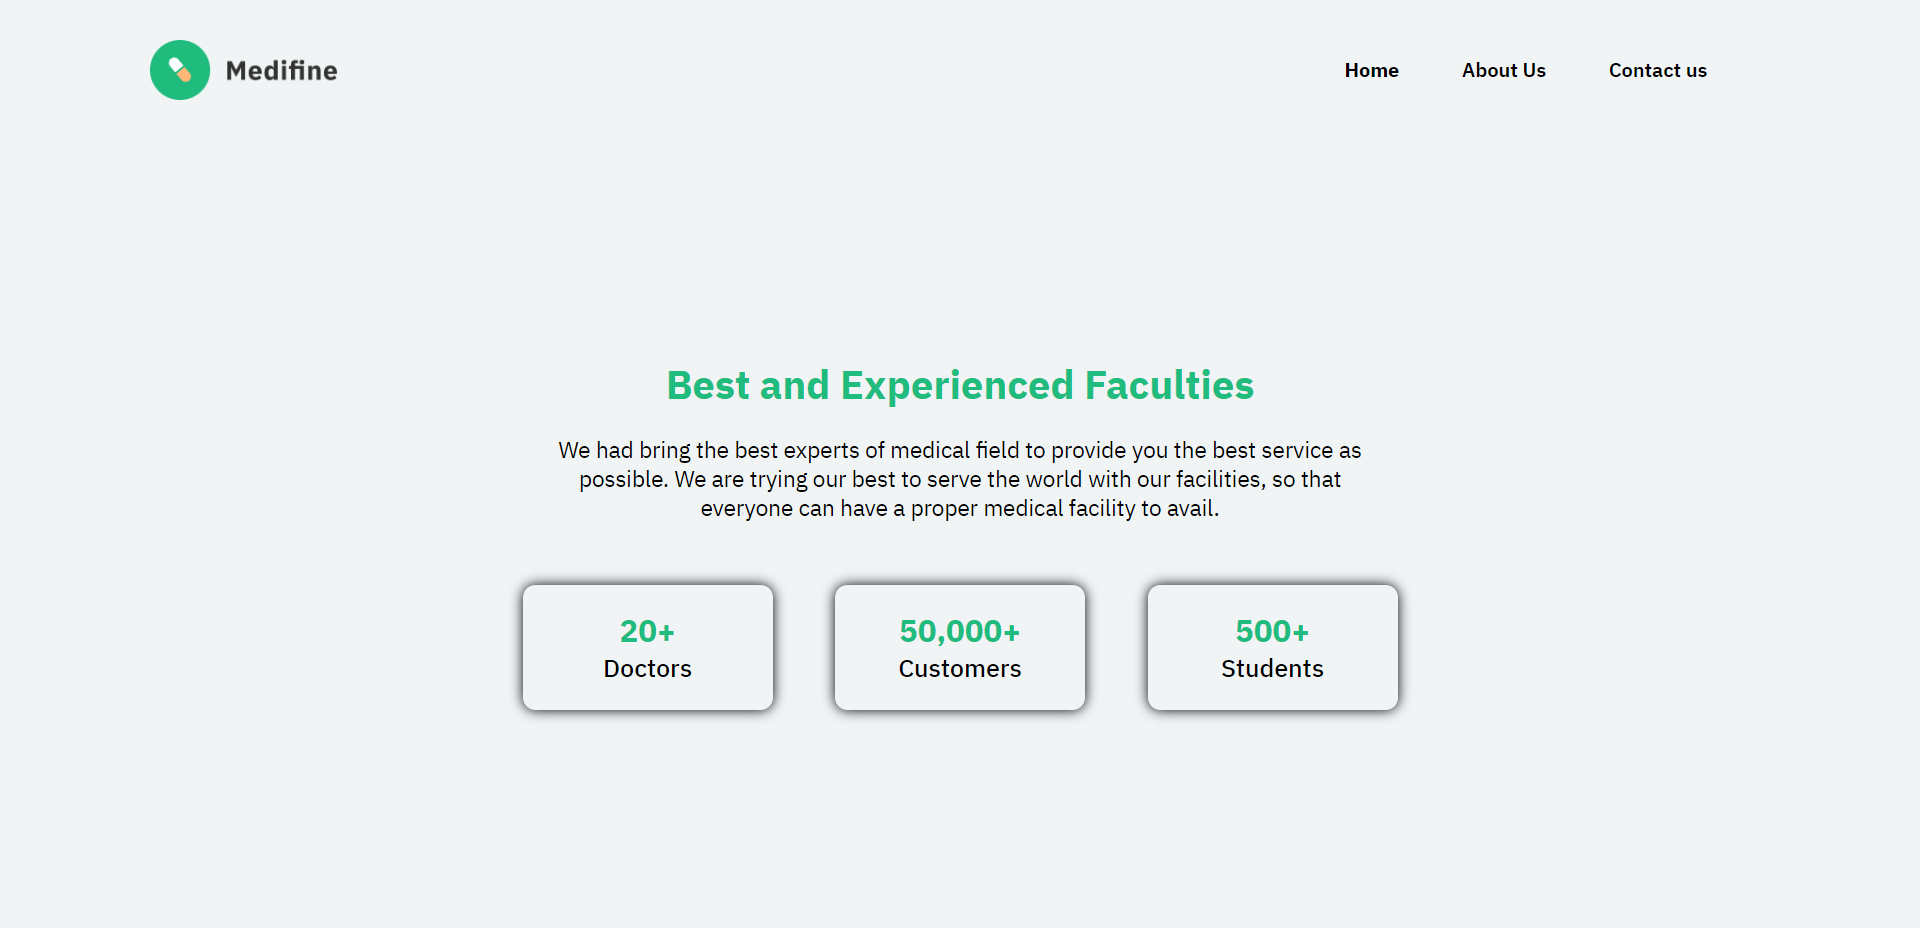 Medifine
Home
About Us
Contact us
Best and Experienced Faculties
We had bring the best experts of medical field to provide you the best service as
possible. We are trying our best to serve the world with our facilities, so that
everyone can have a proper medical facility to avail.
20+
Doctors
50,000+
Customers
500+
Students